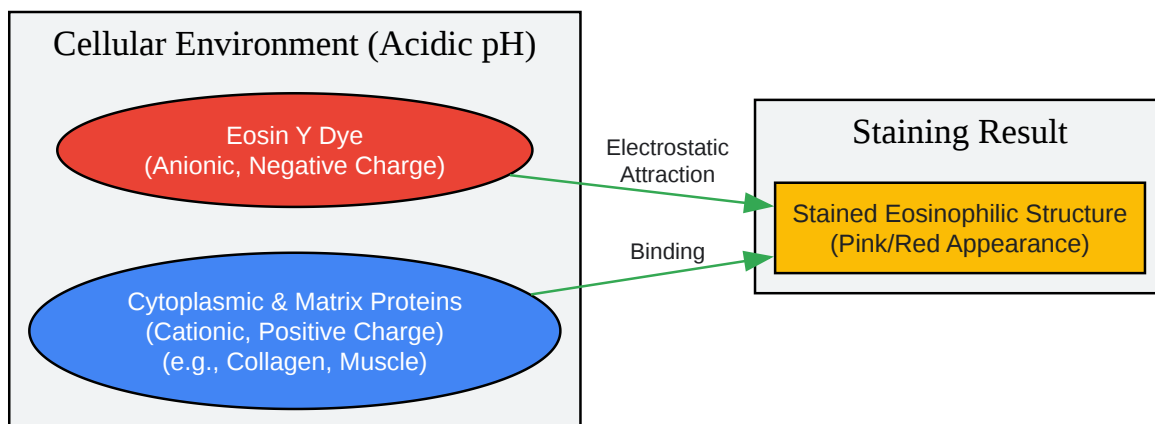 Cellular Environment (Acidic pH)
Eosin Y Dye
(Anionic, Negative Charge)
Cytoplasmic & Matrix Proteins
(Cationic, Positive Charge)
(e.g., Collagen, Muscle)
Electrostatic
Attraction
Binding
Staining Result
Stained Eosinophilic Structure
(Pink/Red Appearance)